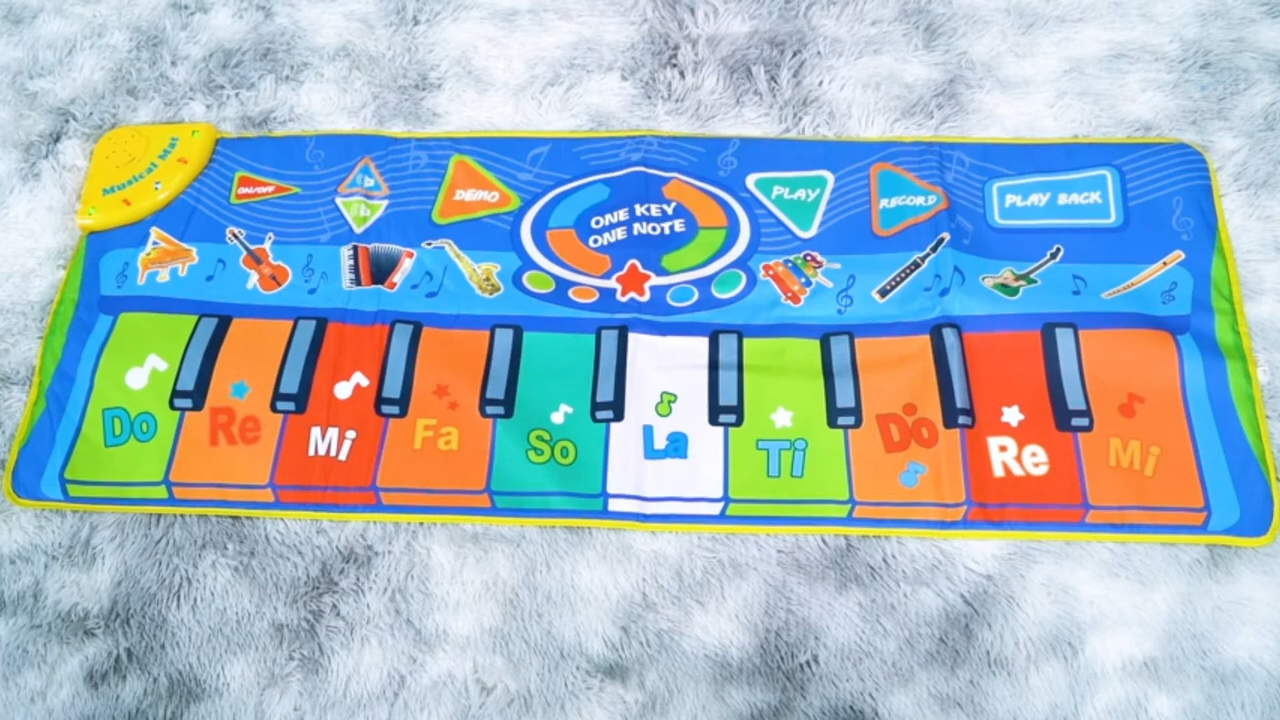 Musical Mat
ON/OFF
DEMO
ONE KEY
ONE NOTE
PLAY
RECORD
PLAY BACK
Do
Re
Mi
Fa
So
La
Ti
Do
Re
Mi